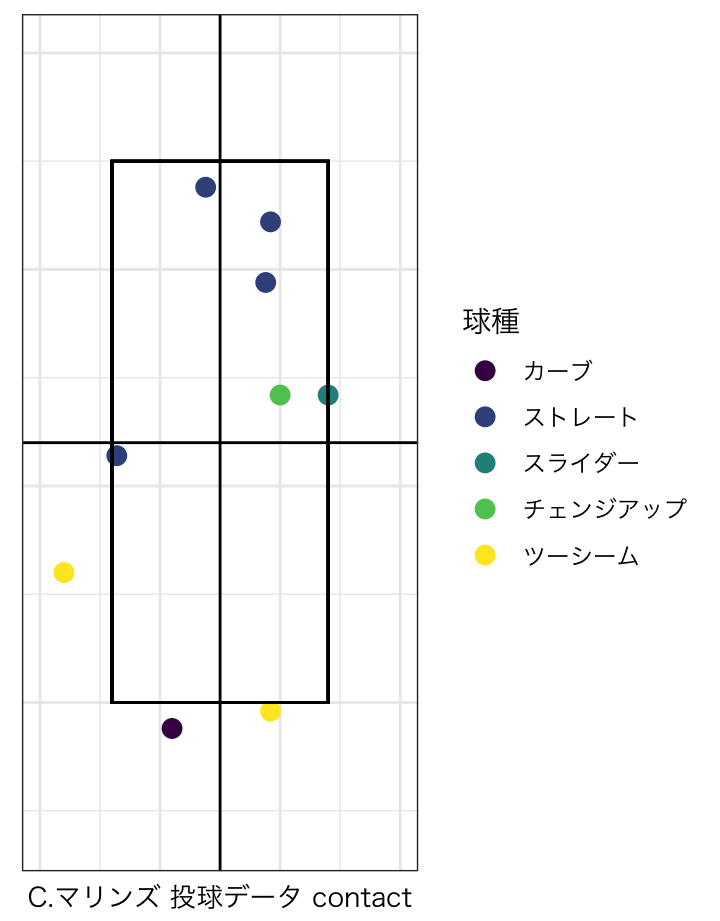 球種
カーブ
ストレート
スライダー
チェンジアップ
ツーシーム
C.マリンズ 投球データ contact